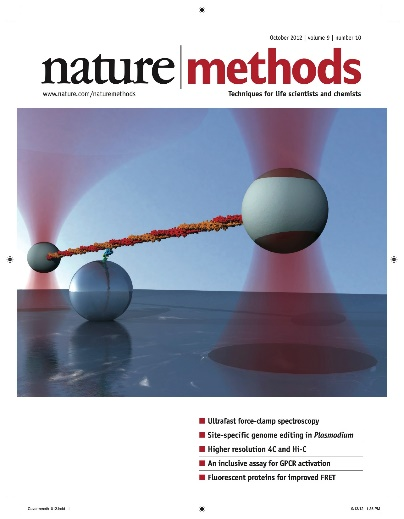 October 2012 | volume 9 | number 10
nature methods
www.nature.com/naturemethods
Techniques for life scientists and chemists
Ultrafast force-clamp spectroscopy
Site-specific genome editing in Plasmodium
Higher resolution 4C and Hi-C
An inclusive assay for GPCR activation
Fluorescent proteins for improved FRET